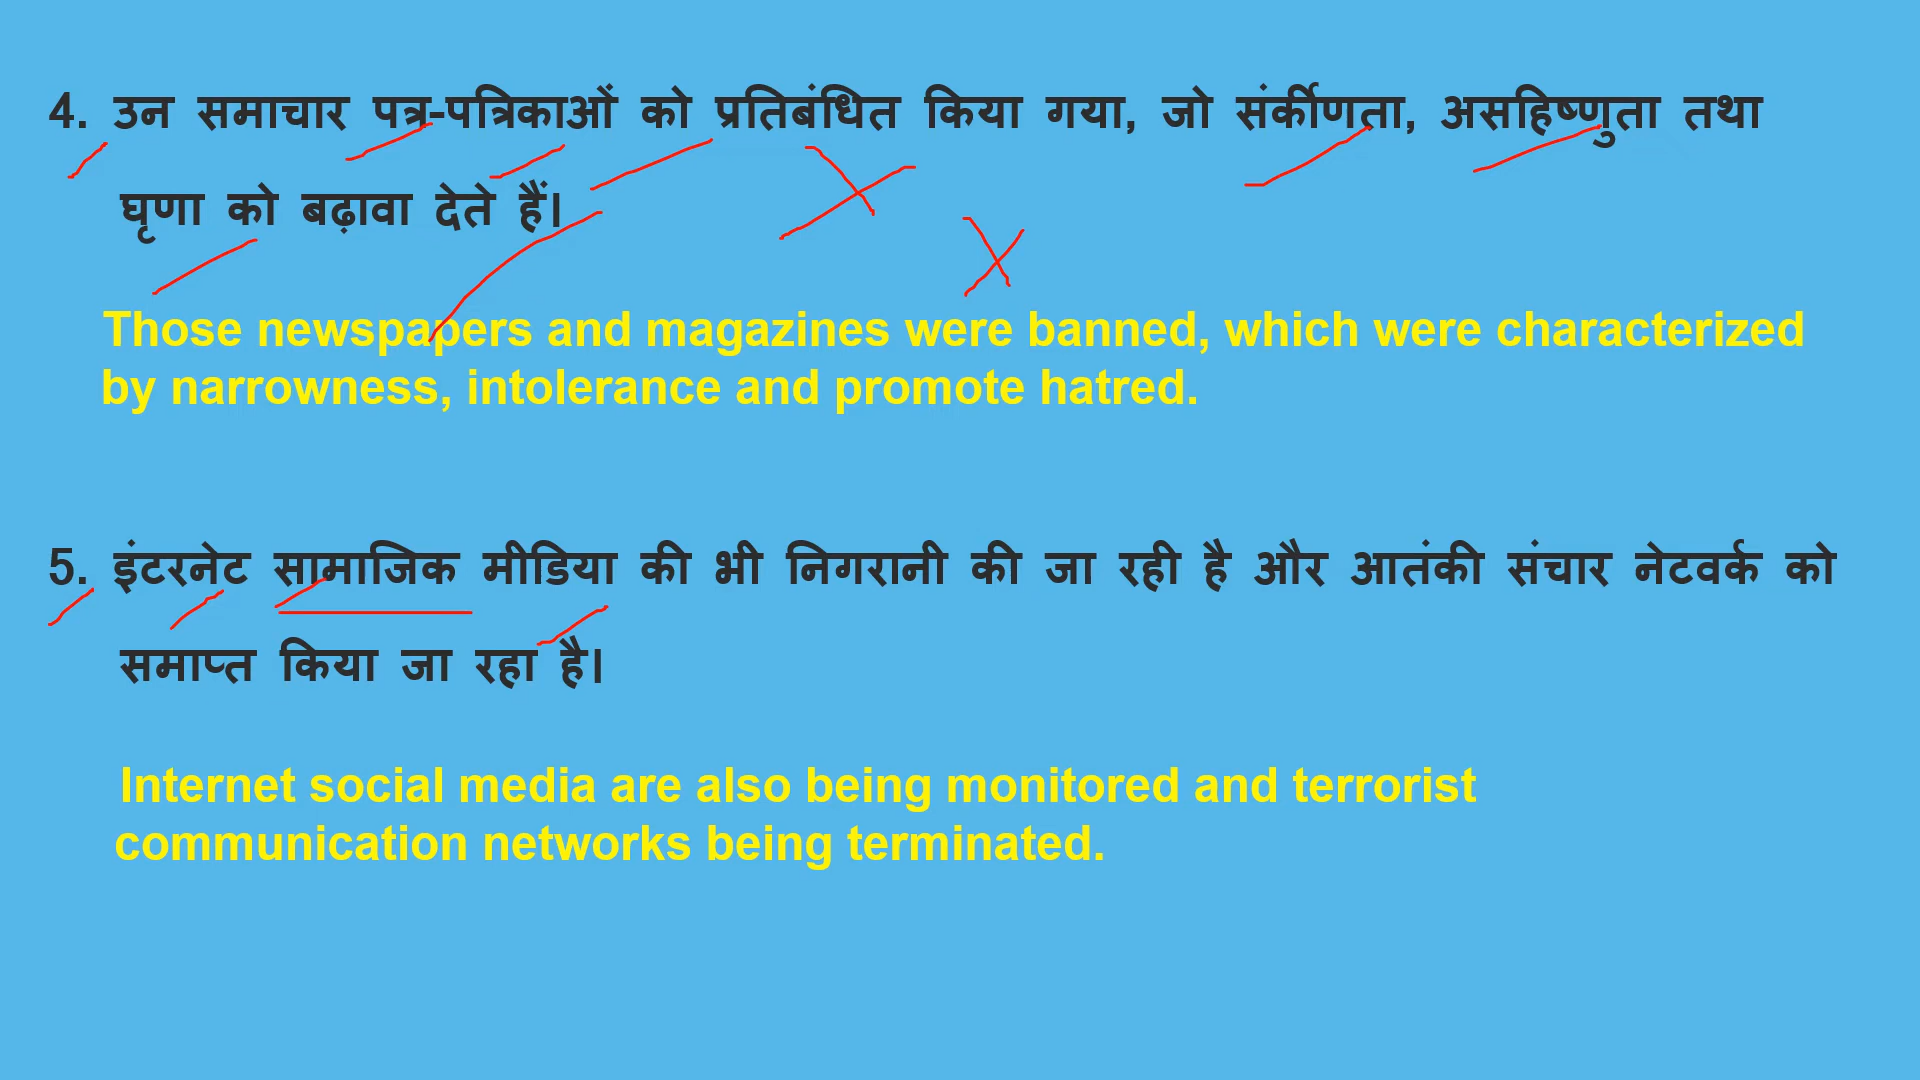 4. उन समाचार पत्र-पत्रिकाओं को प्रतिबंधित किया गया, जो संर्कीणता, असहिष्णुता तथा
घृणा को बढ़ावा देते हैं।
Those newspapers and magazines were banned, which were characterized
by narrowness, intolerance and promote hatred.
5. इंटरनेट सामाजिक मीडिया की भी निगरानी की जा रही है और आतंकी संचार नेटवर्क को
समाप्त किया जा रहा है।
Internet social media are also being monitored and terrorist
communication networks being terminated.